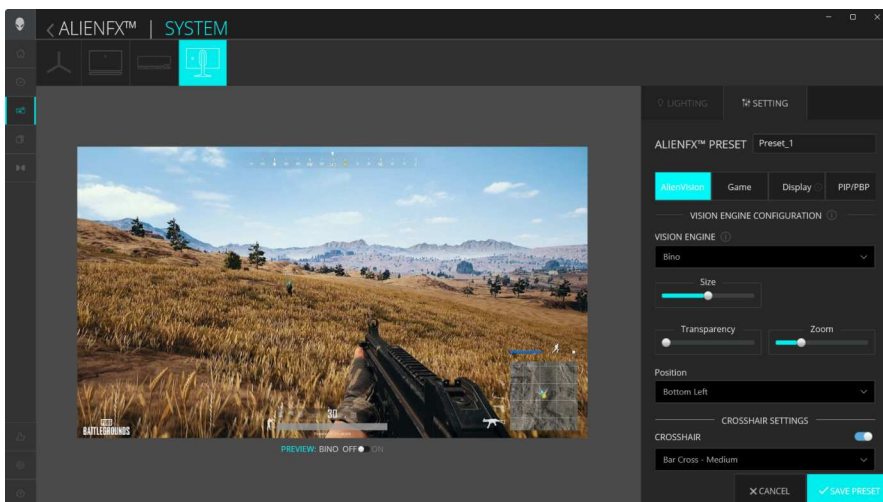 ALIENFX™ | SYSTEM
LIGHTING
SETTING
ALIENFX™ PRESET
Preset_1
AlienVision
Game
Display
PIP/PBP
VISION ENGINE CONFIGURATION
VISION ENGINE
Bino
Size
Transparency
Zoom
Position
Bottom Left
CROSSHAIR SETTINGS
CROSSHAIR
Bar Cross - Medium
30
PUBG
BATTLEGROUNDS
PREVIEW: BINO OFF ON
CANCEL
SAVE PRESET